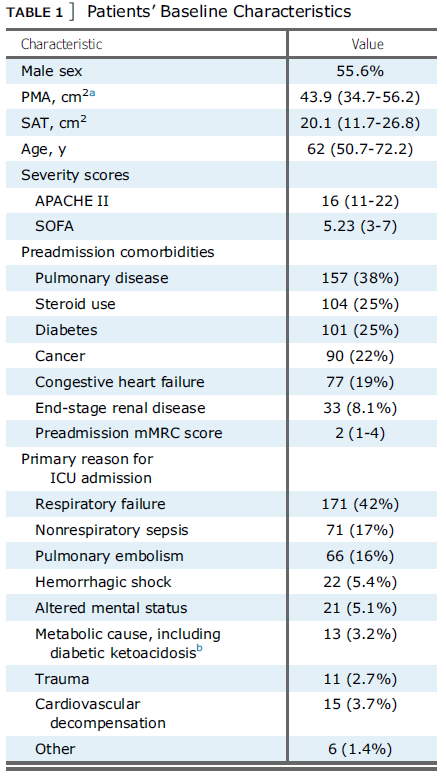 TABLE 1 ] Patients' Baseline Characteristics
Characteristic Value
Male sex 55.6%
PMA, cm²ᵃ 43.9 (34.7-56.2)
SAT, cm² 20.1 (11.7-26.8)
Age, y 62 (50.7-72.2)
Severity scores
APACHE II 16 (11-22)
SOFA 5.23 (3-7)
Preadmission comorbidities
Pulmonary disease 157 (38%)
Steroid use 104 (25%)
Diabetes 101 (25%)
Cancer 90 (22%)
Congestive heart failure 77 (19%)
End-stage renal disease 33 (8.1%)
Preadmission mMRC score 2 (1-4)
Primary reason for
ICU admission
Respiratory failure 171 (42%)
Nonrespiratory sepsis 71 (17%)
Pulmonary embolism 66 (16%)
Hemorrhagic shock 22 (5.4%)
Altered mental status 21 (5.1%)
Metabolic cause, including 13 (3.2%)
diabetic ketoacidosisᵇ
Trauma 11 (2.7%)
Cardiovascular 15 (3.7%)
decompensation
Other 6 (1.4%)